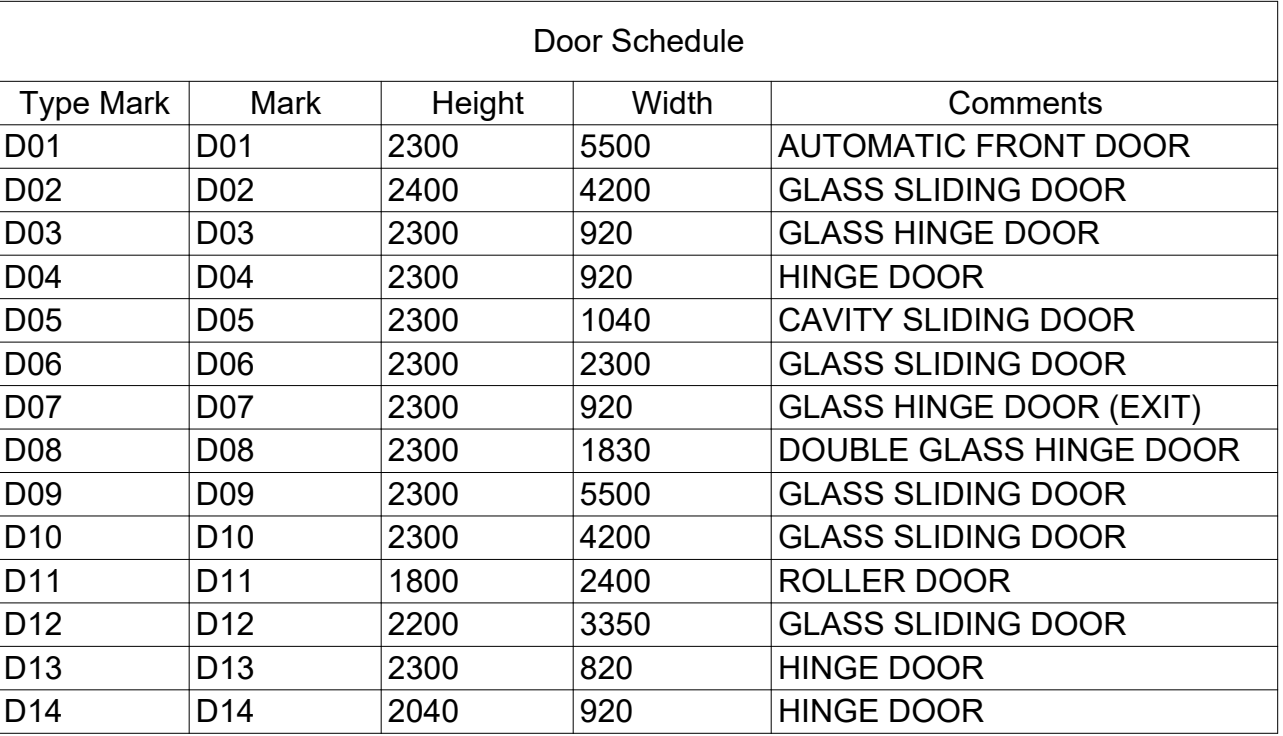 Door Schedule
Type Mark Mark Height Width Comments
D01 D01 2300 5500 AUTOMATIC FRONT DOOR
D02 D02 2400 4200 GLASS SLIDING DOOR
D03 D03 2300 920 GLASS HINGE DOOR
D04 D04 2300 920 HINGE DOOR
D05 D05 2300 1040 CAVITY SLIDING DOOR
D06 D06 2300 2300 GLASS SLIDING DOOR
D07 D07 2300 920 GLASS HINGE DOOR (EXIT)
D08 D08 2300 1830 DOUBLE GLASS HINGE DOOR
D09 D09 2300 5500 GLASS SLIDING DOOR
D10 D10 2300 4200 GLASS SLIDING DOOR
D11 D11 1800 2400 ROLLER DOOR
D12 D12 2200 3350 GLASS SLIDING DOOR
D13 D13 2300 820 HINGE DOOR
D14 D14 2040 920 HINGE DOOR